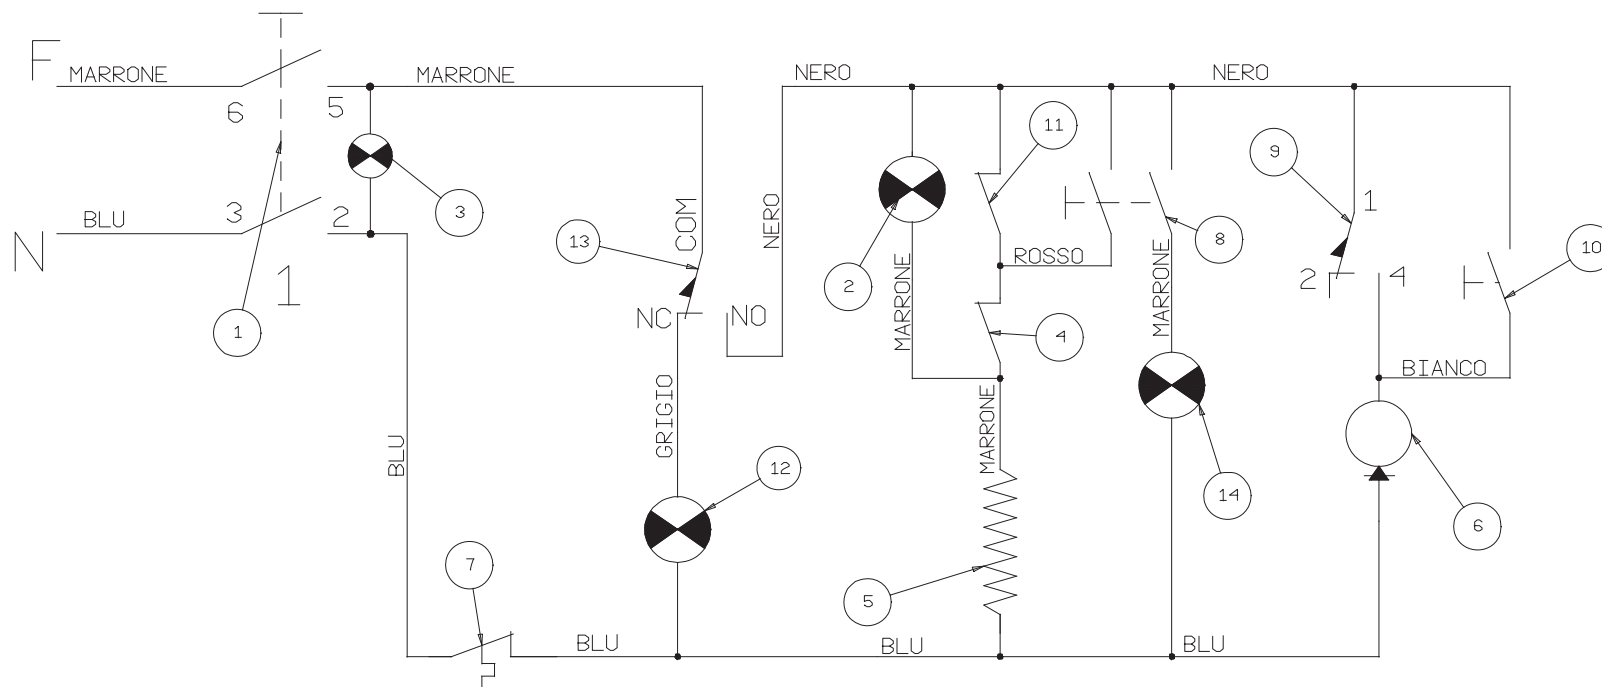 F
MARRONE
MARRONE
NERO
NERO
6
5
11
9
3
BLU
3
2
N
1
1
13
COM
NERO
2
MARRONE
ROSSO
8
MARRONE
1
2
4
10
NC
NO
4
BIANCO
GRIGIO
BLU
12
MARRONE
14
6
7
5
BLU
BLU
BLU